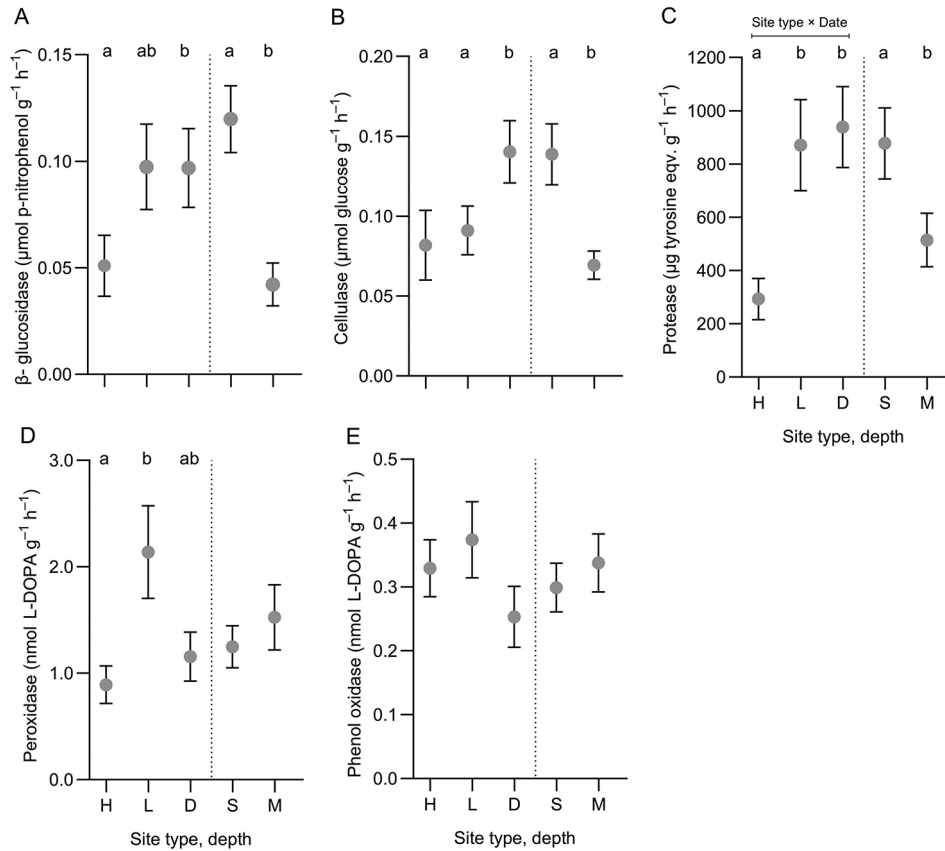 A
a ab b a b
β- glucosidase (μmol p-nitrophenol g⁻¹ h⁻¹)
0.15
0.10
0.05
0.00
B
a a b a b
Cellulase (μmol glucose g⁻¹ h⁻¹)
0.20
0.15
0.10
0.05
0.00
C
Site type × Date
a b b a b
Protease (μg tyrosine eqv. g⁻¹ h⁻¹)
1200
1000
800
600
400
200
0
H L D S M
Site type, depth
D
a b ab
Peroxidase (nmol L-DOPA g⁻¹ h⁻¹)
3.0
2.0
1.0
0.0
H L D S M
Site type, depth
E
Phenol oxidase (nmol L-DOPA g⁻¹ h⁻¹)
0.5
0.4
0.3
0.2
0.1
0.0
H L D S M
Site type, depth